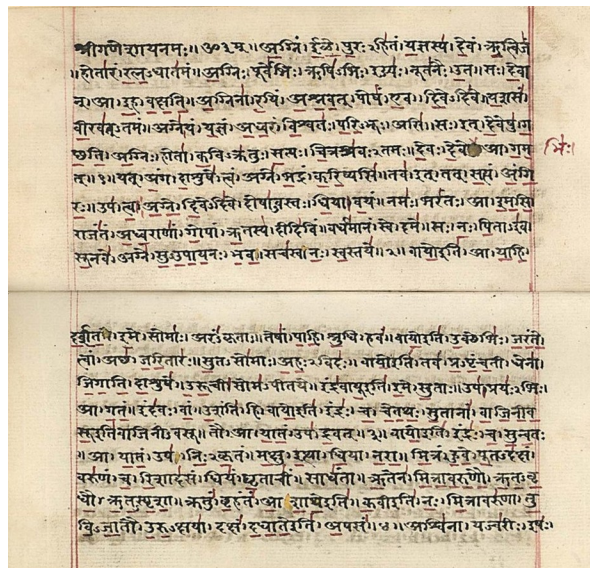 श्रीगणेशायनमः॥ॐ३म्॥अग्निं।ईळे।पुरःऽहितं।यज्ञस्य।देवं।ऋत्विजं
॥होतारं।रत्नऽधातमं॥अग्निः।पूर्वेभिः।ऋषिऽभिः।ईड्यः।नूतनैः।उत॥सः।देवा
न्।आ।इह।वक्षति॥अग्निना।रयिं।अश्नवत्।पोषं।एव।दिवेऽदिवे॥यशसं
वीरवत्ऽतमं॥अग्ने।यं।यज्ञं।अध्वरं।विश्वतः।परिऽभूः।असि॥सः।इत्।देवेषु।ग
च्छति॥अग्निः।होता।कविऽक्रतुः।सत्यः।चित्रश्रवःऽतमः॥देवः।देवे।आ।गम
भिः।
त्॥१॥यत्।अंग।दाशुषे।त्वं।अग्ने।भद्रं।करिष्यसि॥तव।इत्।तत्।सत्यं।अंगि
रः॥उप।त्वा।अग्ने।दिवेऽदिवे।दोषाऽवस्तः।धिया।वयं॥नमः।भरंतः।आ।इमसि
राजंतं।अध्वराणां।गोपां।ऋतस्य।दीदिविं॥वर्धमानं।स्वे।दमे॥सः।नः।पिताऽइव
सूनवे।अग्ने।सुऽउपायनः।भव॥सचस्व।नः।स्वस्तये॥२॥वायोइति।आ।याहि।
दर्शत।इमे।सोमाः।अरंऽकृताः॥तेषां।पाहि।श्रुधि।हवं॥वायोइति।उक्थेभिः।जरंते।
त्वां।अच्छ।जरितारः॥सुतऽसोमाः।अहःऽविदः॥वायोइति।तव।प्रऽपृंचती।धेना।
जिगाति।दाशुषे॥उरूची।सोमऽपीतये॥इंद्रवायूइति।इमे।सुताः॥उप।प्रयःऽभिः।
आ।गतं॥इंदवः।वां।उशंति।हि॥वायोइति।इंद्रः।च।चेतथः।सुतानां।वाजिनीव
सूइतिवाजिनीऽवसू॥तौ।आ।यातं।उप।द्रवत्॥३॥वायोइति।इंद्रः।च।सुन्वतः
॥आ।यातं।उप।निःऽकृतं॥मक्षु।इत्था।धिया।नरा॥मित्रं।हुवे।पूतऽदक्षं।
वरुणं।च।रिशादसं॥धियं।घृताचीं।साधंता॥ऋतेन।मित्रावरुणौ।ऋतऽवृ
धौ।ऋतऽस्पृशा॥क्रतुं।बृहंतं।आशाथेइति॥कवीइति।नः।मित्रावरुणा।तु
विऽजातौ।उरुऽक्षया॥दक्षं।दधातेइति।अपसं॥४॥अश्विना।यज्वरीः।इषः।